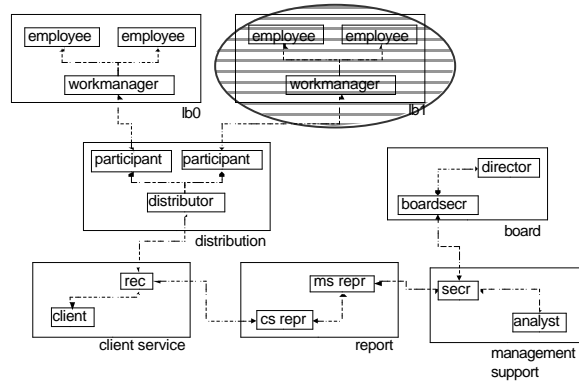 employee employee employee employee
workmanager workmanager
lb0 lb1
participant participant
director
distributor boardsecr
distribution board
rec ms repr secr
client cs repr analyst
client service report management
support